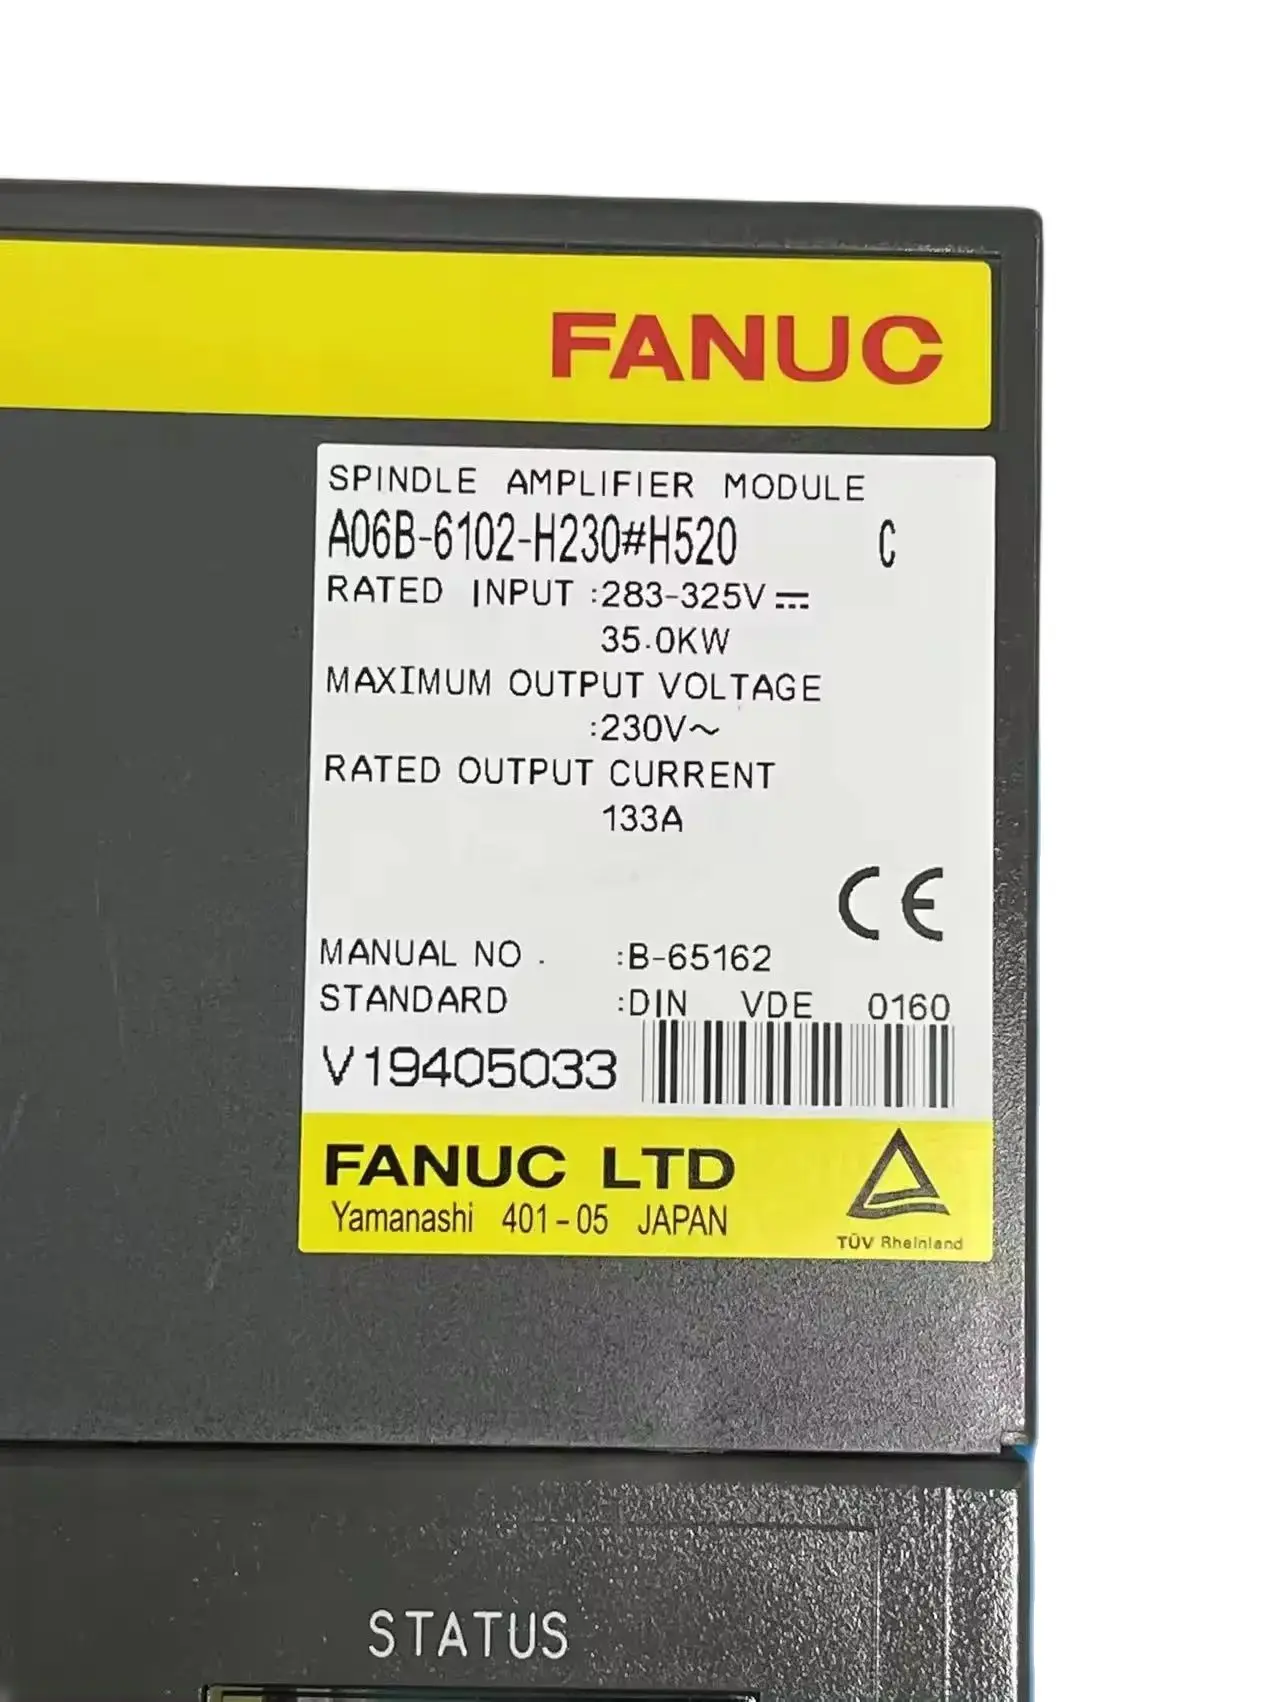 FANUC
SPINDLE AMPLIFIER MODULE
A06B-6102-H230#H520 C
RATED INPUT :283-325V⎓
35.0KW
MAXIMUM OUTPUT VOLTAGE
:230V~
RATED OUTPUT CURRENT
133A
CE
MANUAL NO. :B-65162
STANDARD :DIN VDE 0160
V19405033
FANUC LTD
Yamanashi 401-05 JAPAN
TÜV Rheinland
STATUS